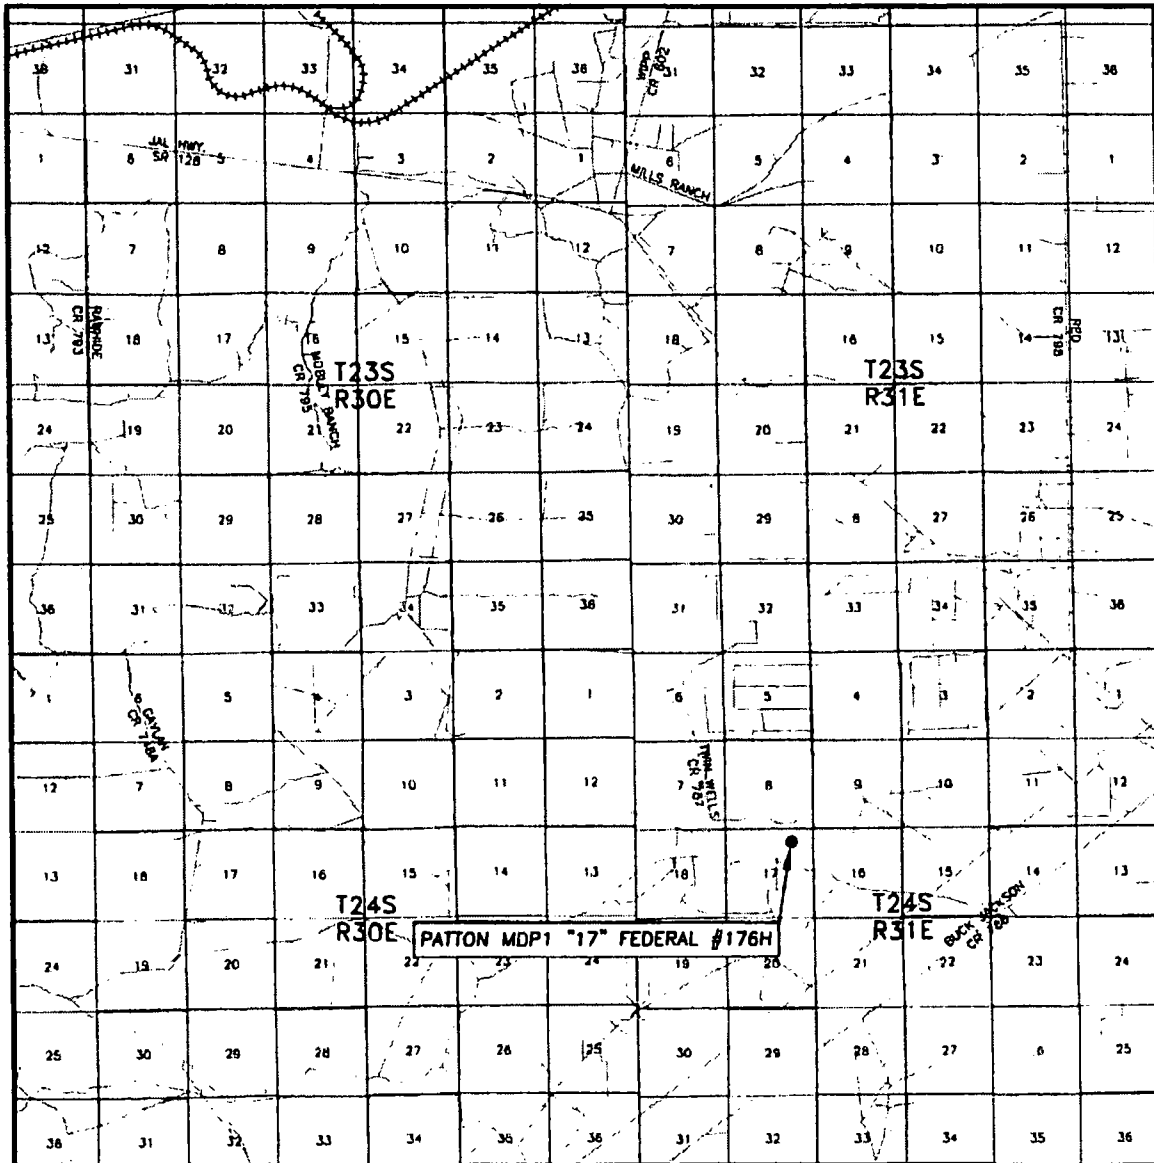 36 31 32 33 34 35 36 31 32 33 34 35 36
WIPP
CR 802
1 6 5 4 3 2 1 6 5 4 3 2 1
JAL HWY.
SR 128
MILLS RANCH
12 7 8 9 10 11 12 7 8 9 10 11 12
13 18 17 16 15 14 13 18 16 15 14 13
RAWHIDE
CR 793
MOBLEY RANCH
CR 795
CR 798
T23S
R30E
T23S
R31E
24 19 20 21 22 23 24 19 20 21 22 23 24
25 30 29 28 27 26 25 30 29 8 27 26 25
36 31 32 33 34 35 36 31 32 33 34 35 36
1 6 5 4 3 2 1 6 5 4 3 2 1
CR 748A
12 7 8 9 10 11 12 7 8 9 10 11 12
TWIN WELLS
CR 787
13 18 17 16 15 14 13 18 17 16 15 14 13
T24S
R30E
T24S
R31E
BUCK JACKSON
PATTON MDP1 "17" FEDERAL #176H
24 19 20 21 22 23 24 19 20 21 22 23 24
25 30 29 28 27 26 25 30 29 28 27 6 25
36 31 32 33 34 35 36 31 32 33 34 35 36